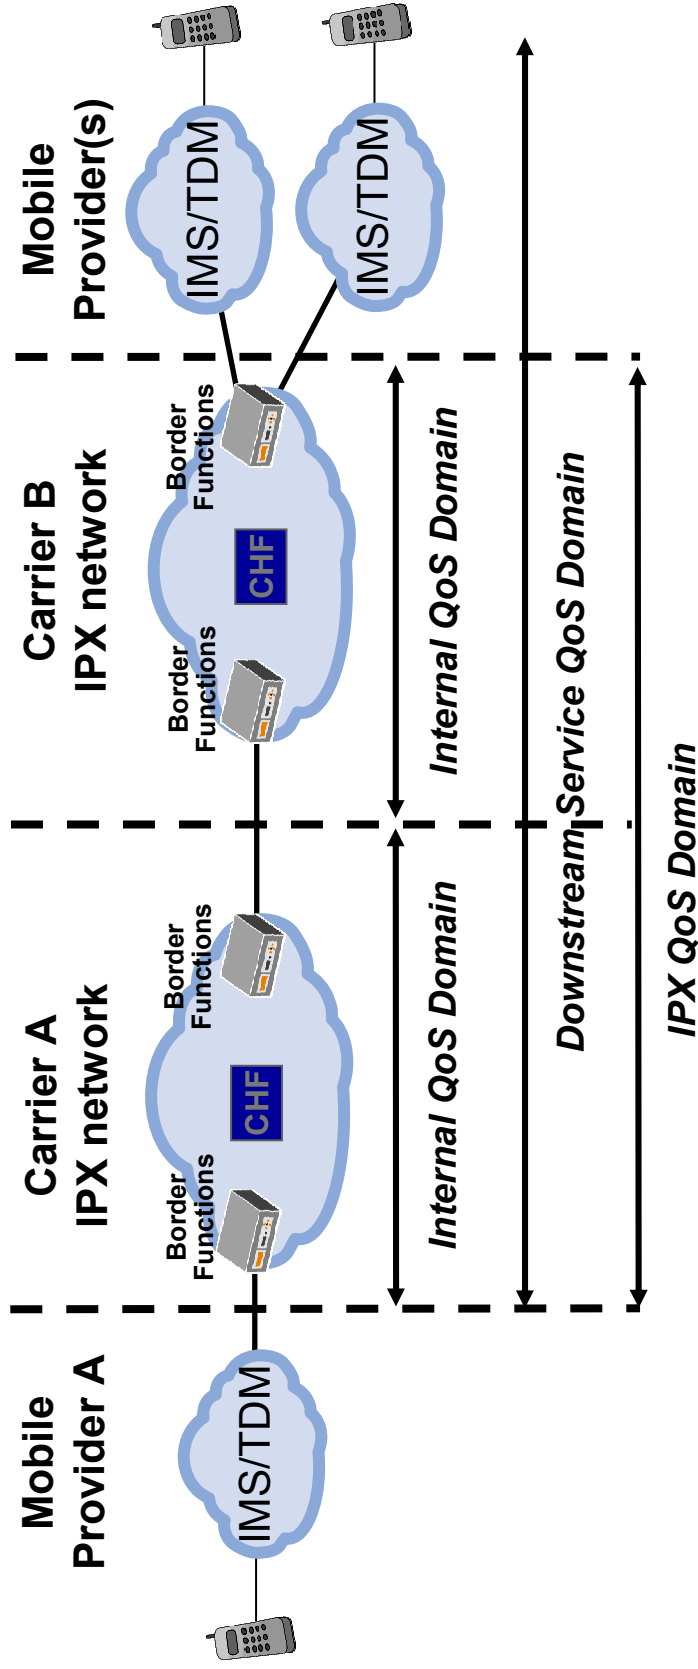 Mobile
Provider A
Carrier A
IPX network
Carrier B
IPX network
Mobile
Provider(s)
IMS/TDM
Border
Functions
CHF
Border
Functions
Border
Functions
CHF
Border
Functions
IMS/TDM
IMS/TDM
Internal QoS Domain
Internal QoS Domain
Downstream Service QoS Domain
IPX QoS Domain